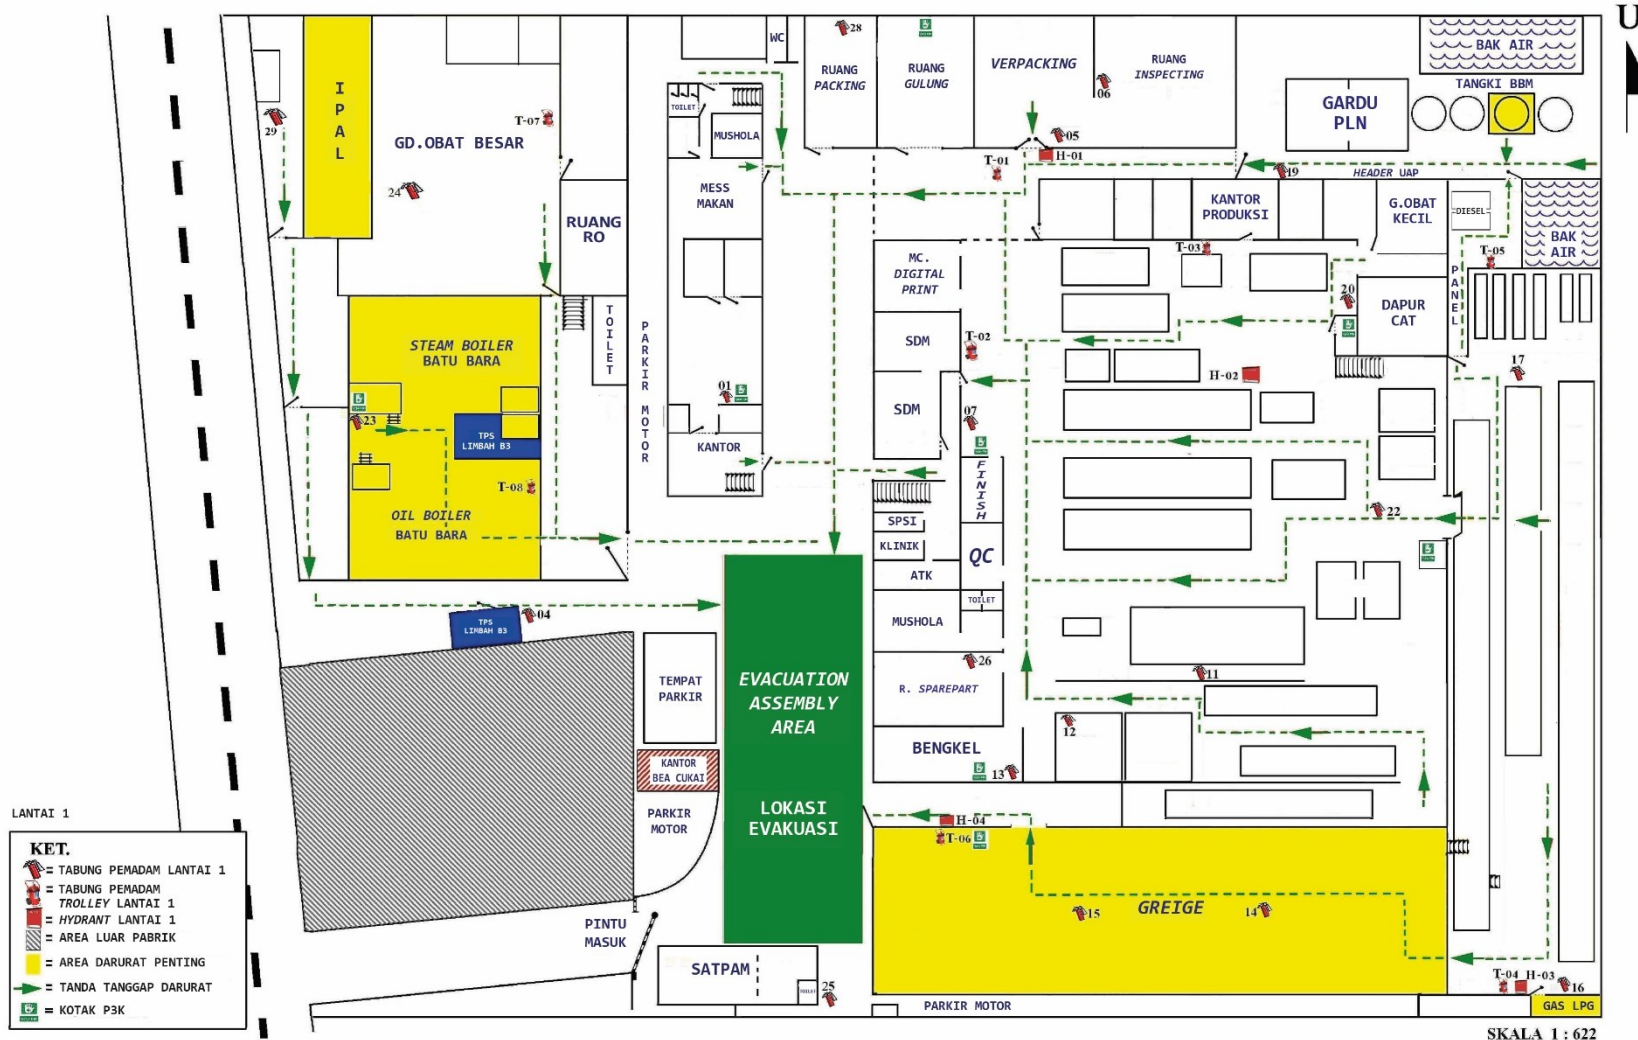 U
WC
28
RUANG
PACKING
RUANG
GULUNG
VERPACKING
RUANG
INSPECTING
06
BAK AIR
TANGKI BBM
GARDU
PLN
I
P
A
L
29
GD.OBAT BESAR
T-07
24
TOILET
MUSHOLA
MESS
MAKAN
05
H-01
T-01
19
HEADER UAP
RUANG
RO
KANTOR
PRODUKSI
G.OBAT
KECIL
DIESEL
BAK
AIR
T-03
T-05
MC.
DIGITAL
PRINT
20
DAPUR
CAT
P
A
N
E
L
STEAM BOILER
BATU BARA
T
O
I
L
E
T
P
A
R
K
I
R
M
O
T
O
R
SDM
T-02
H-02
17
01
23
TPS
LIMBAH B3
SDM
07
KANTOR
T-08
F
I
N
I
S
H
OIL BOILER
BATU BARA
SPSI
KLINIK
QC
22
ATK
TOILET
MUSHOLA
04
TPS
LIMBAH B3
TEMPAT
PARKIR
EVACUATION
ASSEMBLY
AREA
26
R. SPAREPART
11
12
BENGKEL
13
KANTOR
BEA CUKAI
PARKIR
MOTOR
LOKASI
EVAKUASI
H-04
T-06
GREIGE
15
14
PINTU
MASUK
SATPAM
TOILET
25
PARKIR MOTOR
T-04
H-03
16
GAS LPG
SKALA 1 : 622
LANTAI 1
KET.
= TABUNG PEMADAM LANTAI 1
= TABUNG PEMADAM
TROLLEY LANTAI 1
= HYDRANT LANTAI 1
= AREA LUAR PABRIK
= AREA DARURAT PENTING
= TANDA TANGGAP DARURAT
= KOTAK P3K